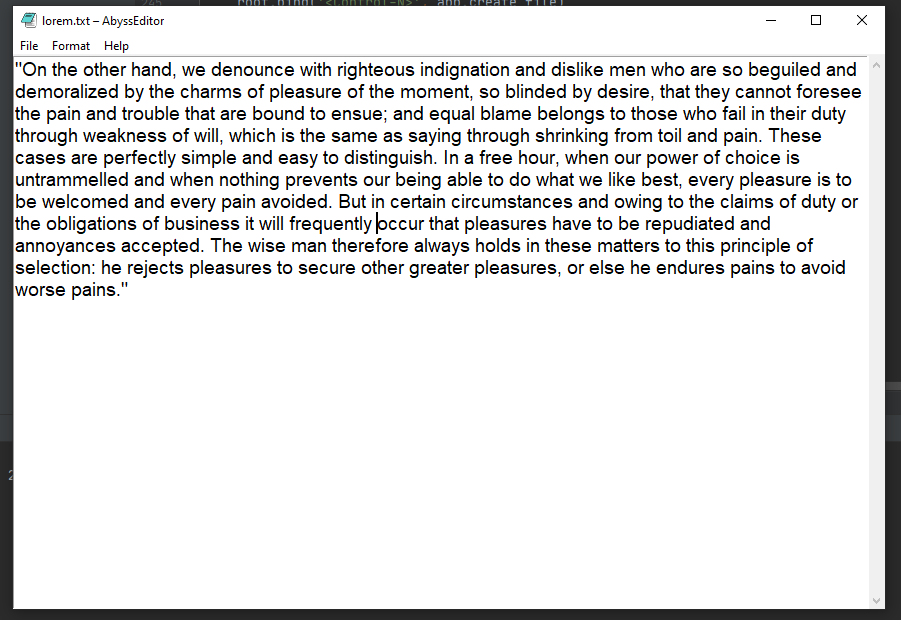 245 root.bind('<Control-N>', app.create_file)
lorem.txt – AbyssEditor
File Format Help
"On the other hand, we denounce with righteous indignation and dislike men who are so beguiled and
demoralized by the charms of pleasure of the moment, so blinded by desire, that they cannot foresee
the pain and trouble that are bound to ensue; and equal blame belongs to those who fail in their duty
through weakness of will, which is the same as saying through shrinking from toil and pain. These
cases are perfectly simple and easy to distinguish. In a free hour, when our power of choice is
untrammelled and when nothing prevents our being able to do what we like best, every pleasure is to
be welcomed and every pain avoided. But in certain circumstances and owing to the claims of duty or
the obligations of business it will frequently occur that pleasures have to be repudiated and
annoyances accepted. The wise man therefore always holds in these matters to this principle of
selection: he rejects pleasures to secure other greater pleasures, or else he endures pains to avoid
worse pains."